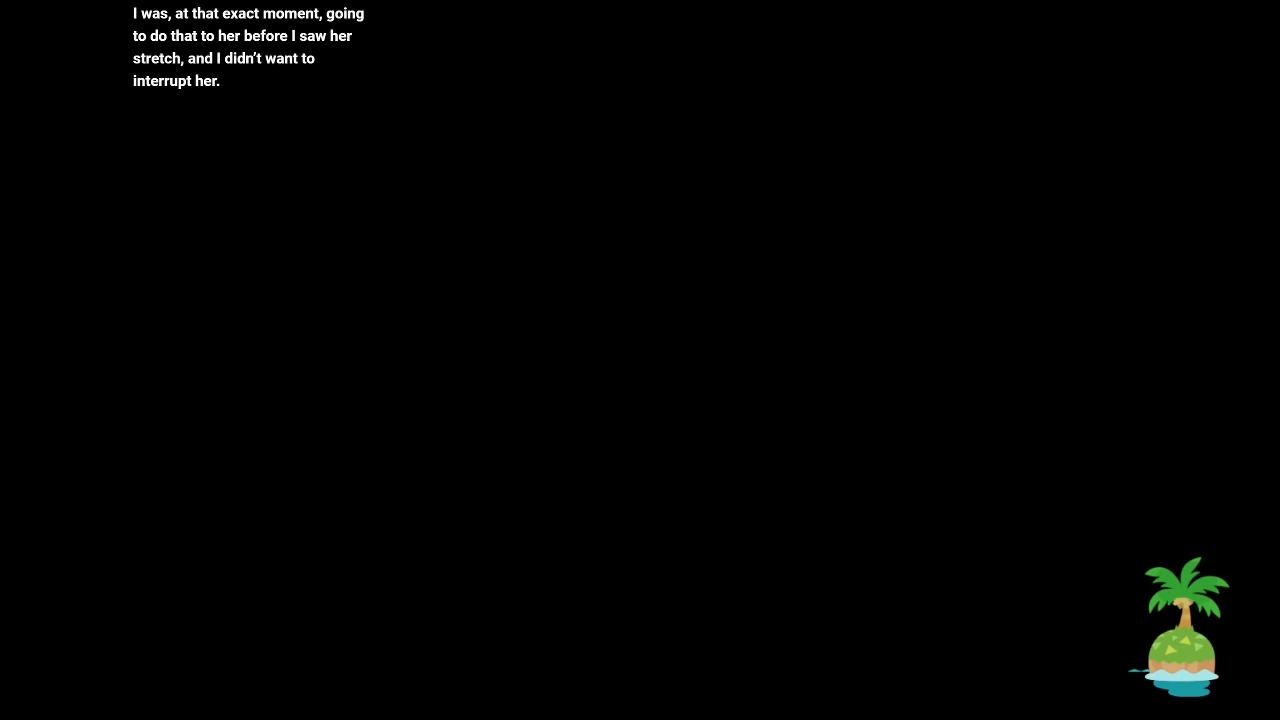 I was, at that exact moment, going
to do that to her before I saw her
stretch, and I didn’t want to
interrupt her.